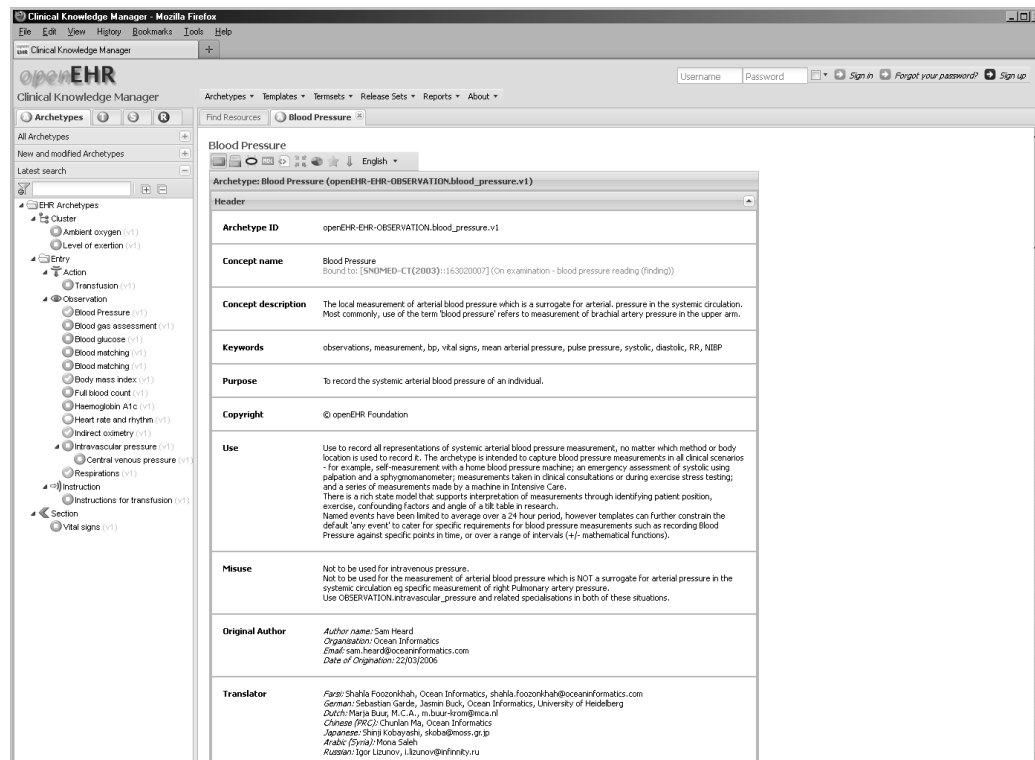 Clinical Knowledge Manager - Mozilla Firefox
File Edit View History Bookmarks Tools Help
Clinical Knowledge Manager
openEHR
Clinical Knowledge Manager
Username Password Sign in Forgot your password? Sign up
Archetypes Templates Termsets Release Sets Reports About
Archetypes T S R
Find Resources Blood Pressure
All Archetypes
New and modified Archetypes
Latest search
EHR Archetypes
Cluster
Ambient oxygen (v1)
Level of exertion (v1)
Entry
Action
Transfusion (v1)
Observation
Blood Pressure (v1)
Blood gas assessment (v1)
Blood glucose (v1)
Blood matching (v1)
Blood matching (v1)
Body mass index (v1)
Full blood count (v1)
Haemoglobin A1c (v1)
Heart rate and rhythm (v1)
Indirect oximetry (v1)
Intravascular pressure (v1)
Central venous pressure (v1)
Respirations (v1)
Instruction
Instructions for transfusion (v1)
Section
Vital signs (v1)
Blood Pressure
English
Archetype: Blood Pressure (openEHR-EHR-OBSERVATION.blood_pressure.v1)
Header
Archetype ID openEHR-EHR-OBSERVATION.blood_pressure.v1
Concept name Blood Pressure
Bound to: [SNOMED-CT(2003)::163020007] (On examination - blood pressure reading (finding))
Concept description The local measurement of arterial blood pressure which is a surrogate for arterial. pressure in the systemic circulation.
Most commonly, use of the term 'blood pressure' refers to measurement of brachial artery pressure in the upper arm.
Keywords observations, measurement, bp, vital signs, mean arterial pressure, pulse pressure, systolic, diastolic, RR, NIBP
Purpose To record the systemic arterial blood pressure of an individual.
Copyright © openEHR Foundation
Use Use to record all representations of systemic arterial blood pressure measurement, no matter which method or body
location is used to record it. The archetype is intended to capture blood pressure measurements in all clinical scenarios
- for example, self-measurement with a home blood pressure machine; an emergency assessment of systolic using
palpation and a sphygmomanometer; measurements taken in clinical consultations or during exercise stress testing;
and a series of measurements made by a machine in Intensive Care.
There is a rich state model that supports interpretation of measurements through identifying patient position,
exercise, confounding factors and angle of a tilt table in research.
Named events have been limited to average over a 24 hour period, however templates can further constrain the
default 'any event' to cater for specific requirements for blood pressure measurements such as recording Blood
Pressure against specific points in time, or over a range of intervals (+/- mathematical functions).
Misuse Not to be used for intravenous pressure.
Not to be used for the measurement of arterial blood pressure which is NOT a surrogate for arterial pressure in the
systemic circulation eg specific measurement of right Pulmonary artery pressure.
Use OBSERVATION.intravascular_pressure and related specialisations in both of these situations.
Original Author Author name: Sam Heard
Organisation: Ocean Informatics
Email: sam.heard@oceaninformatics.com
Date of Origination: 22/03/2006
Translator Farsi: Shahla Foozonkhah, Ocean Informatics, shahla.foozonkhah@oceaninformatics.com
German: Sebastian Garde, Jasmin Buck, Ocean Informatics, University of Heidelberg
Dutch: Marja Buur, M.C.A., m.buur-krom@mca.nl
Chinese (PRC): Chunlan Ma, Ocean Informatics
Japanese: Shinji Kobayashi, skoba@moss.gr.jp
Arabic (Syria): Mona Saleh
Russian: Igor Lizunov, i.lizunov@infinnity.ru